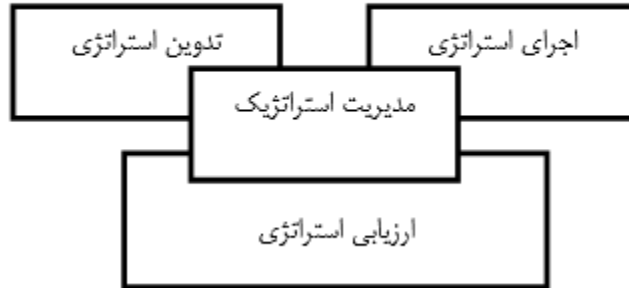 اجرای استراتژی
تدوین استراتژی
مدیریت استراتژیک
ارزیابی استراتژی